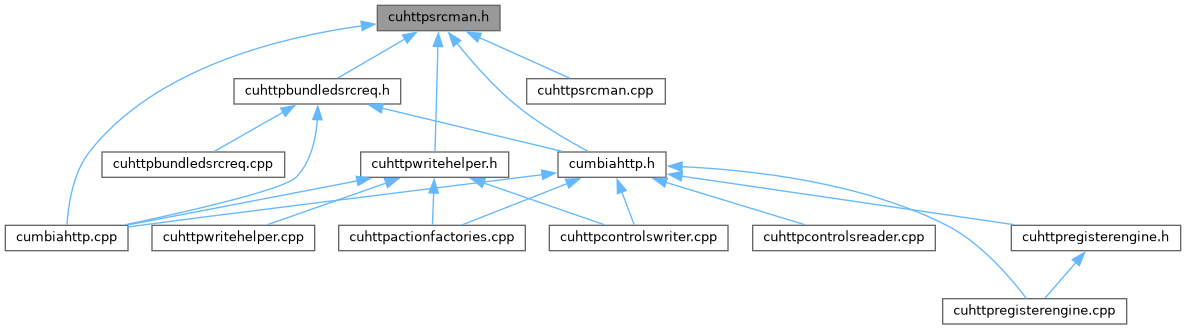 cuhttpsrcman.h
cuhttpbundledsrcreq.h
cuhttpsrcman.cpp
cuhttpbundledsrcreq.cpp
cuhttpwritehelper.h
cumbiahttp.h
cumbiahttp.cpp
cuhttpwritehelper.cpp
cuhttpactionfactories.cpp
cuhttpcontrolswriter.cpp
cuhttpcontrolsreader.cpp
cuhttpregisterengine.h
cuhttpregisterengine.cpp